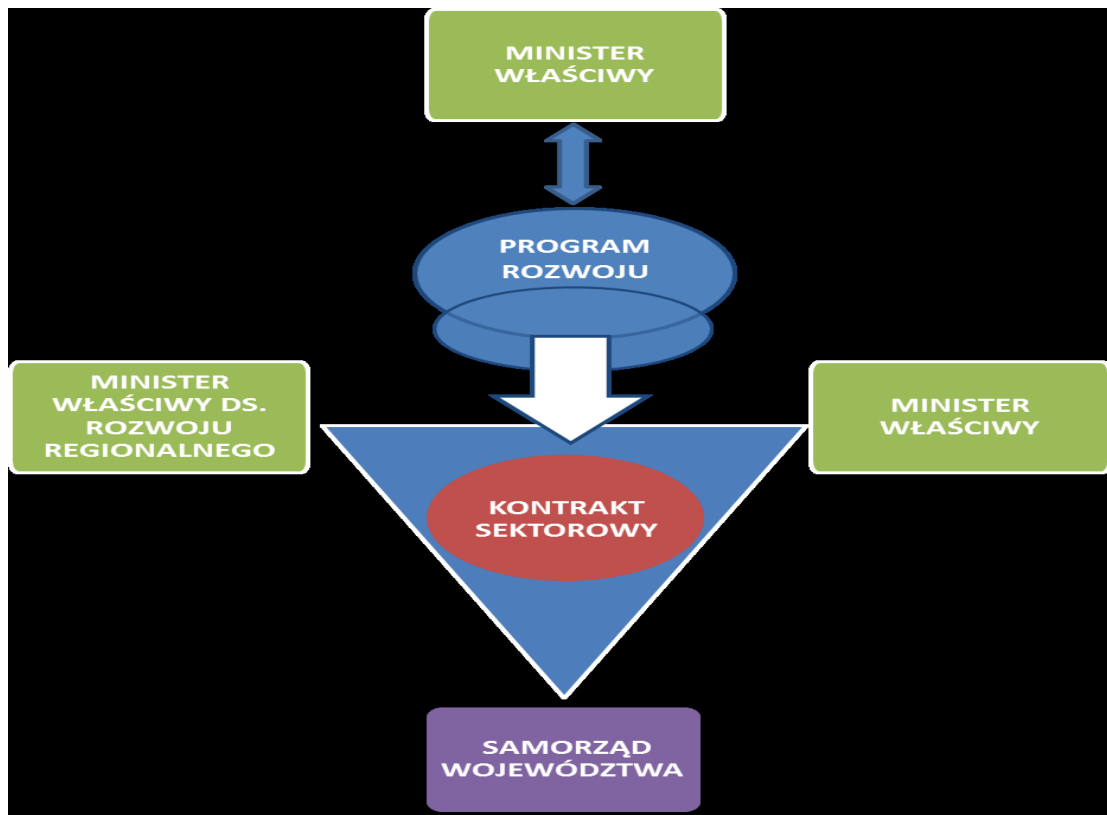 MINISTER
WŁAŚCIWY
PROGRAM
ROZWOJU
MINISTER
WŁAŚCIWY DS.
ROZWOJU
REGIONALNEGO
MINISTER
WŁAŚCIWY
KONTRAKT
SEKTOROWY
SAMORZĄD
WOJEWÓDZTWA